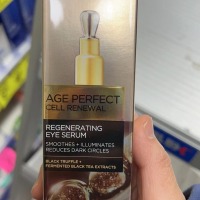 AGE PERFECT
CELL RENEWAL
REGENERATING
EYE SERUM
SMOOTHES + ILLUMINATES
REDUCES DARK CIRCLES
BLACK TRUFFLE +
FERMENTED BLACK TEA EXTRACTS